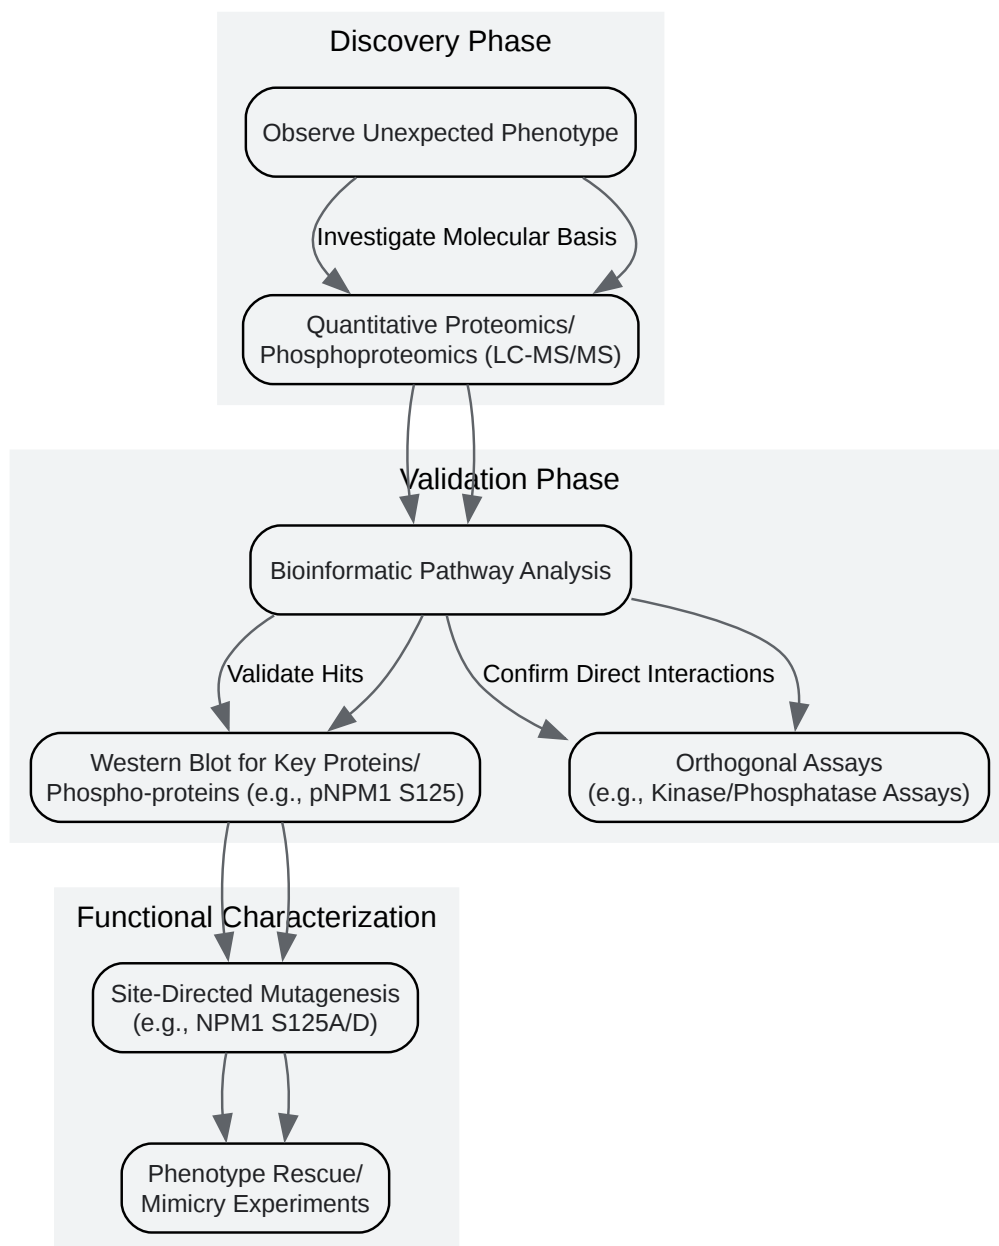 Discovery Phase
Observe Unexpected Phenotype
Investigate Molecular Basis
Quantitative Proteomics/
Phosphoproteomics (LC-MS/MS)
Validation Phase
Bioinformatic Pathway Analysis
Validate Hits
Confirm Direct Interactions
Western Blot for Key Proteins/
Phospho-proteins (e.g., pNPM1 S125)
Orthogonal Assays
(e.g., Kinase/Phosphatase Assays)
Functional Characterization
Site-Directed Mutagenesis
(e.g., NPM1 S125A/D)
Phenotype Rescue/
Mimicry Experiments